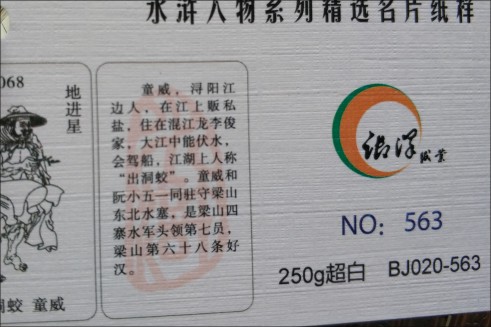 水浒人物系列精选名片纸样
068
地进星
洞蛟 童威
童威，浔阳江
边人，在江上贩私
盐，住在混江龙李俊
家，大江中能伏水，
会驾船，江湖上人称
“出洞蛟”。童威和
阮小五一同驻守梁山
东北水寨，是梁山四
寨水军头领第七员，
梁山第六十八条好
汉。
NO: 563
250g超白 BJ020-563